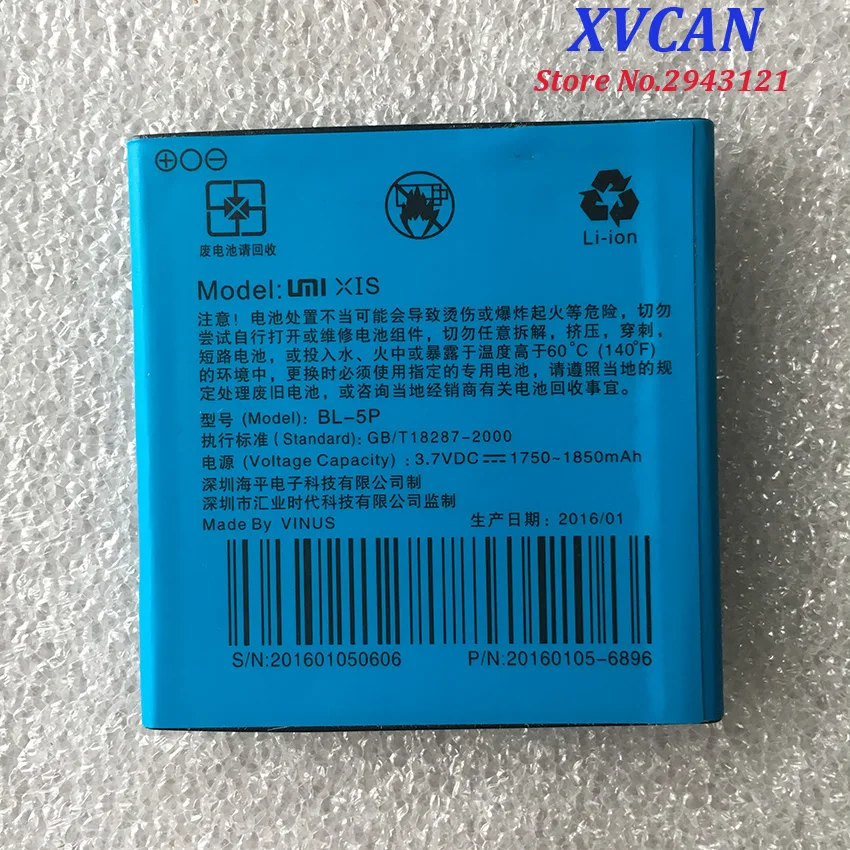 XVCAN
Store No.2943121
⊕○⊖
废电池请回收
Li-ion
Model: UMI XIS
注意！电池处置不当可能会导致烫伤或爆炸起火等危险，切勿
尝试自行打开或维修电池组件，切勿任意拆解，挤压，穿刺，
短路电池，或投入水、火中或暴露于温度高于60°C (140°F)
的环境中，更换时必须使用指定的专用电池，请遵照当地的规
定处理废旧电池，或咨询当地经销商有关电池回收事宜。
型号 (Model): BL-5P
执行标准 (Standard): GB/T18287-2000
电源 (Voltage Capacity) : 3.7VDC⎓1750~1850mAh
深圳海平电子科技有限公司制
深圳市汇业时代科技有限公司监制
Made By VINUS 生产日期: 2016/01
S/N:201601050606 P/N:20160105-6896